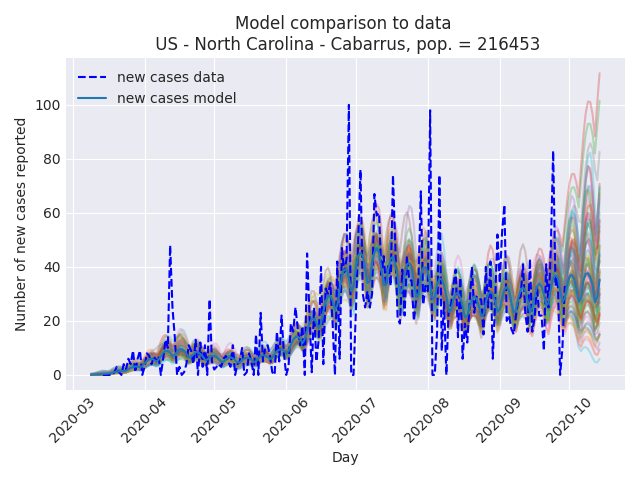 Model comparison to data
US - North Carolina - Cabarrus, pop. = 216453
new cases data
new cases model
Number of new cases reported
100
80
60
40
20
0
2020-03
2020-04
2020-05
2020-06
2020-07
2020-08
2020-09
2020-10
Day